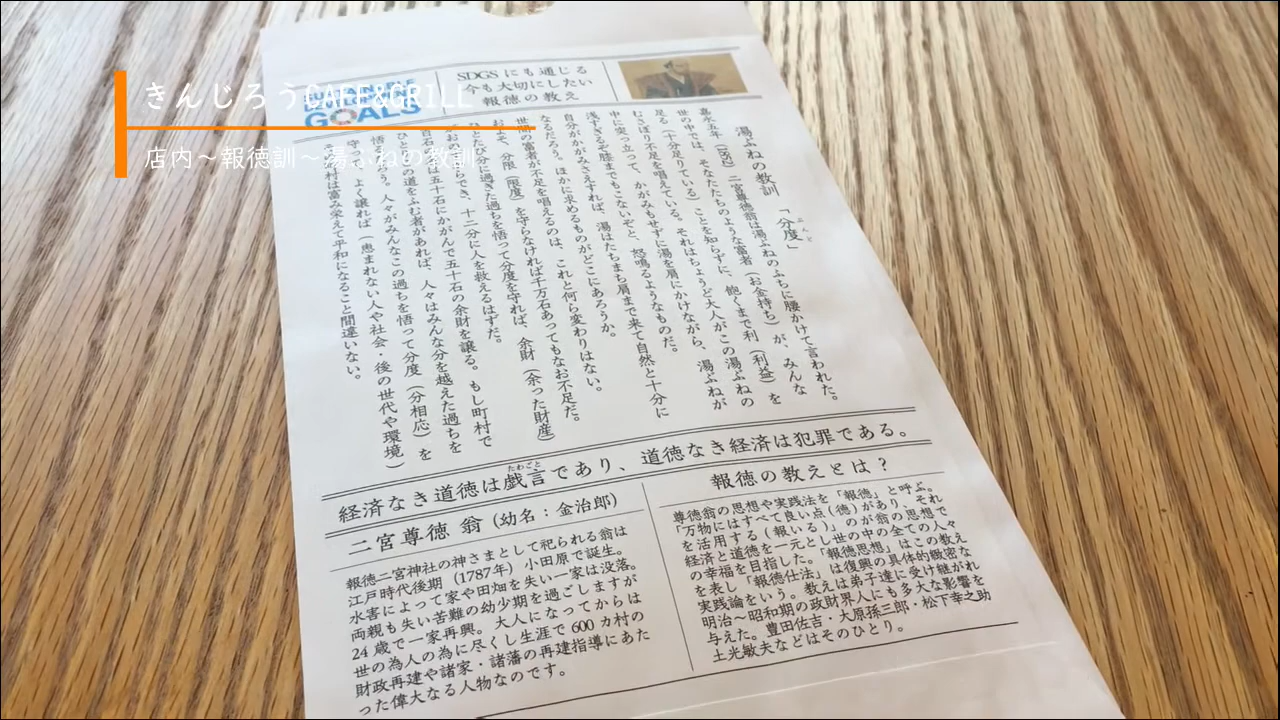 きんじろうCAFE&GRILL
店内～報徳訓～湯ふねの教訓
GOALS
SDGS にも通じる
今も大切にしたい
報徳の教え
湯ふねの教訓 「分度」
ぶんど
嘉永五年（1852）二宮尊徳翁は湯ふねのふちに腰かけて言われた。
世の中では、そなたたちのような富者（お金持ち）が、みんな
足る（十分足りている）ことを知らずに、飽くまで利（利益）を
むさぼり不足を唱えている。それはちょうど大人がこの湯ぶねの
中に突っ立って、かがみもせずに湯を肩にかけながら、湯ぶねが
浅すぎるぞ膝までもこないぞと、怒鳴るようなものだ。
自分がかがみさえすれば、湯はたちまち肩まで来て自然と十分に
なるだろう。ほかに求めるものがどこにあろうか。
世間の富者が不足を唱えるのは、これと何ら変わりはない。
およそ、分限（限度）を守らなければ千万石あってもなお不足だ。
ひとたび分に過ぎた過ちを悟って分度を守れば、余財（余った財産）
がおのずからでき、十二分に人を救えるはずだ。
百石の者は五十石にかがんで五十石の余財を譲る。もし町村で
ひとりこの道をふむ者があれば、人々はみんな分を越えた過ちを
悟るだろう。人々がみんなこの過ちを悟って分度（分相応）を
守って、よく譲れば（恵まれない人や社会・後の世代や環境）
村は富み栄えて平和になること間違いない。
経済なき道徳は戯言であり、道徳なき経済は犯罪である。
たわごと
二宮尊徳 翁（幼名：金治郎）
報徳二宮神社の神さまとして祀られる翁は
江戸時代後期（1787年）小田原で誕生。
水害によって家や田畑を失い一家は没落。
両親も失い苦難の幼少期を過ごしますが
24 歳で一家再興。大人になってからは
世の為人の為に尽くし生涯で 600 カ村の
財政再建や諸家・諸藩の再建指導にあた
った偉大なる人物なのです。
報徳の教えとは？
尊徳翁の思想や実践法を「報徳」と呼ぶ。
「万物にはすべて良い点（徳）があり、それ
を活用する（報いる）」のが翁の思想で
経済と道徳を一元とし世の中の全ての人々
の幸福を目指した。「報徳思想」はこの教え
を表し「報徳仕法」は復興の具体的緻密な
実践論をいう。教えは弟子達に受け継がれ
明治～昭和期の政財界人にも多大な影響を
与えた。豊田佐吉・大原孫三郎・松下幸之助
土光敏夫などはそのひとり。